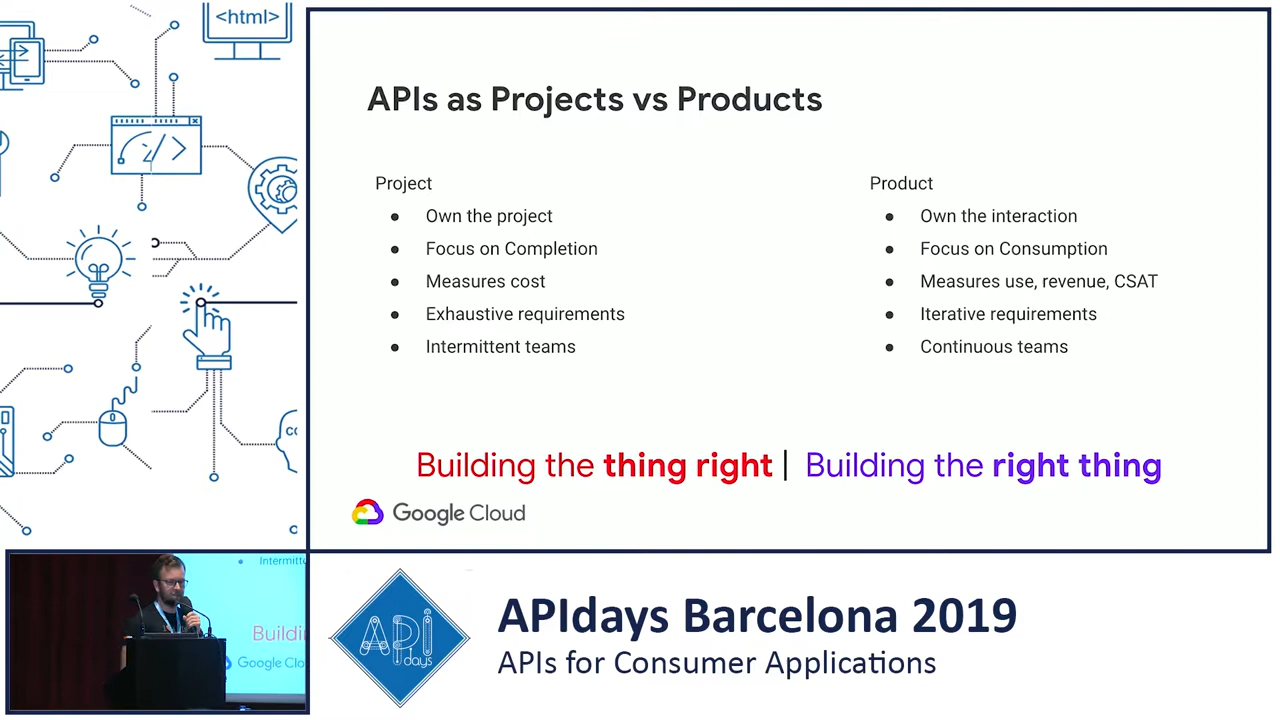 <html>
APIs as Projects vs Products
Project
Own the project
Focus on Completion
Measures cost
Exhaustive requirements
Intermittent teams
Product
Own the interaction
Focus on Consumption
Measures use, revenue, CSAT
Iterative requirements
Continuous teams
Building the thing right | Building the right thing
Google Cloud
API
days
APIdays Barcelona 2019
APIs for Consumer Applications